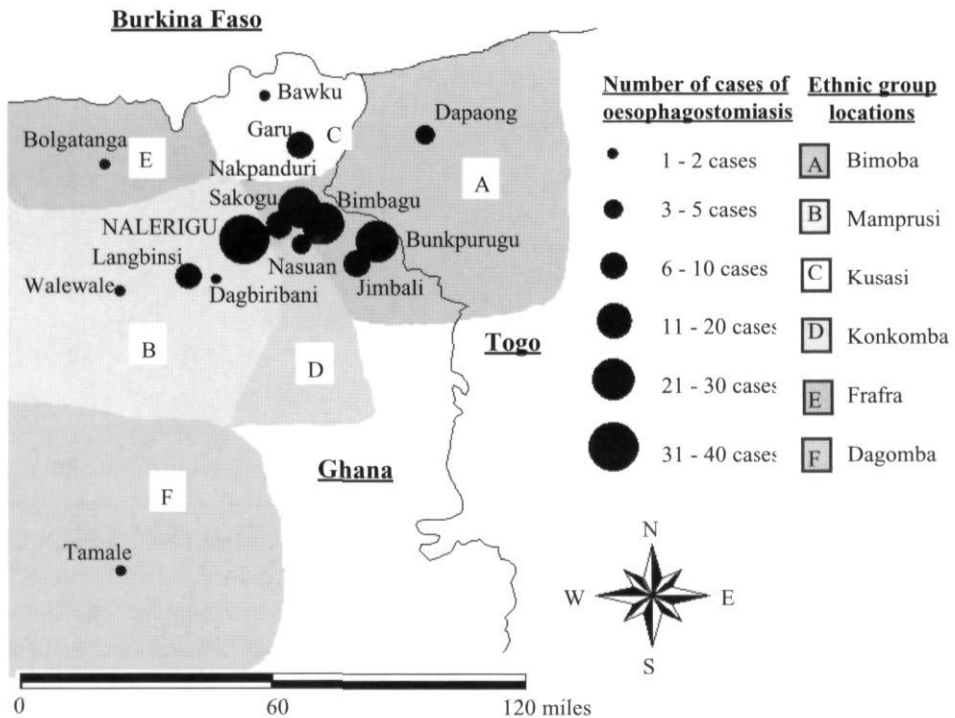 Burkina Faso
Bawku
Garu
C
Dapaong
Bolgatanga
E
Nakpanduri
A
Sakogu
Bimbagu
NALERIGU
Bunkpurugu
Langbinsi
Nasuan
Walewale
Dagbiribani
Jimbali
B
D
Togo
Ghana
F
Tamale
0
60
120 miles
Number of cases of
oesophagostomiasis
1 - 2 cases
3 - 5 cases
6 - 10 cases
11 - 20 cases
21 - 30 cases
31 - 40 cases
Ethnic group
locations
A Bimoba
B Mamprusi
C Kusasi
D Konkomba
E Frafra
F Dagomba
N
W
E
S